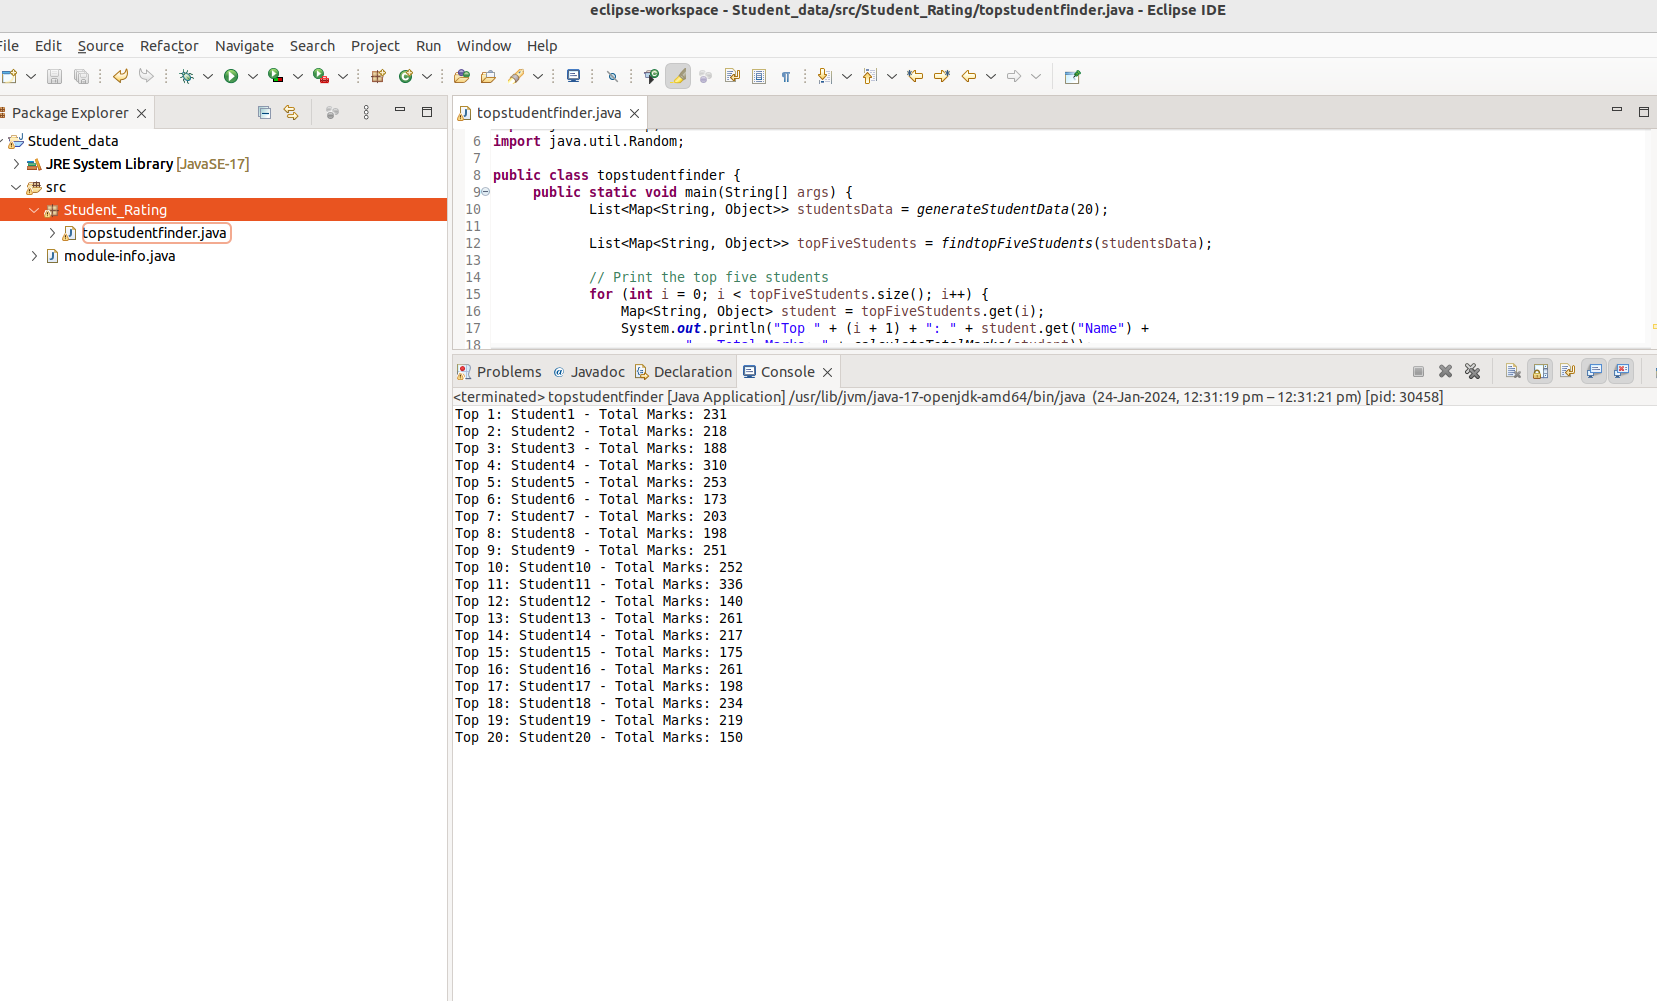 eclipse-workspace - Student_data/src/Student_Rating/topstudentfinder.java - Eclipse IDE
File Edit Source Refactor Navigate Search Project Run Window Help
Package Explorer
topstudentfinder.java
Student_data
JRE System Library [JavaSE-17]
src
Student_Rating
topstudentfinder.java
module-info.java
6 import java.util.Random;
7
8 public class topstudentfinder {
9 public static void main(String[] args) {
10 List<Map<String, Object>> studentsData = generateStudentData(20);
11
12 List<Map<String, Object>> topFiveStudents = findtopFiveStudents(studentsData);
13
14 // Print the top five students
15 for (int i = 0; i < topFiveStudents.size(); i++) {
16 Map<String, Object> student = topFiveStudents.get(i);
17 System.out.println("Top " + (i + 1) + ": " + student.get("Name") +
18 " - Total Marks: " + calculateTotalMarks(student))
Problems @ Javadoc Declaration Console
<terminated> topstudentfinder [Java Application] /usr/lib/jvm/java-17-openjdk-amd64/bin/java (24-Jan-2024, 12:31:19 pm – 12:31:21 pm) [pid: 30458]
Top 1: Student1 - Total Marks: 231
Top 2: Student2 - Total Marks: 218
Top 3: Student3 - Total Marks: 188
Top 4: Student4 - Total Marks: 310
Top 5: Student5 - Total Marks: 253
Top 6: Student6 - Total Marks: 173
Top 7: Student7 - Total Marks: 203
Top 8: Student8 - Total Marks: 198
Top 9: Student9 - Total Marks: 251
Top 10: Student10 - Total Marks: 252
Top 11: Student11 - Total Marks: 336
Top 12: Student12 - Total Marks: 140
Top 13: Student13 - Total Marks: 261
Top 14: Student14 - Total Marks: 217
Top 15: Student15 - Total Marks: 175
Top 16: Student16 - Total Marks: 261
Top 17: Student17 - Total Marks: 198
Top 18: Student18 - Total Marks: 234
Top 19: Student19 - Total Marks: 219
Top 20: Student20 - Total Marks: 150